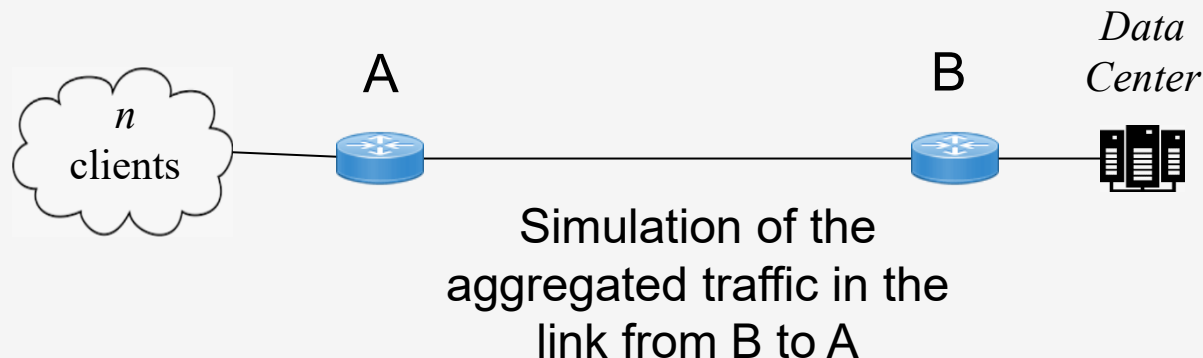 Data
Center
A
B
n
clients
Simulation of the
aggregated traffic in the
link from B to A